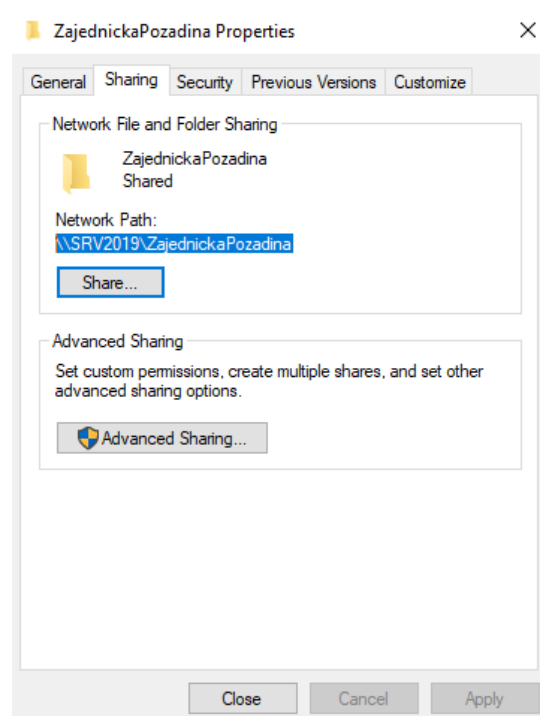 ZajednickaPozadina Properties
General Sharing Security Previous Versions Customize
Network File and Folder Sharing
ZajednickaPozadina
Shared
Network Path:
\\SRV2019\ZajednickaPozadina
Share...
Advanced Sharing
Set custom permissions, create multiple shares, and set other
advanced sharing options.
Advanced Sharing...
Close Cancel Apply